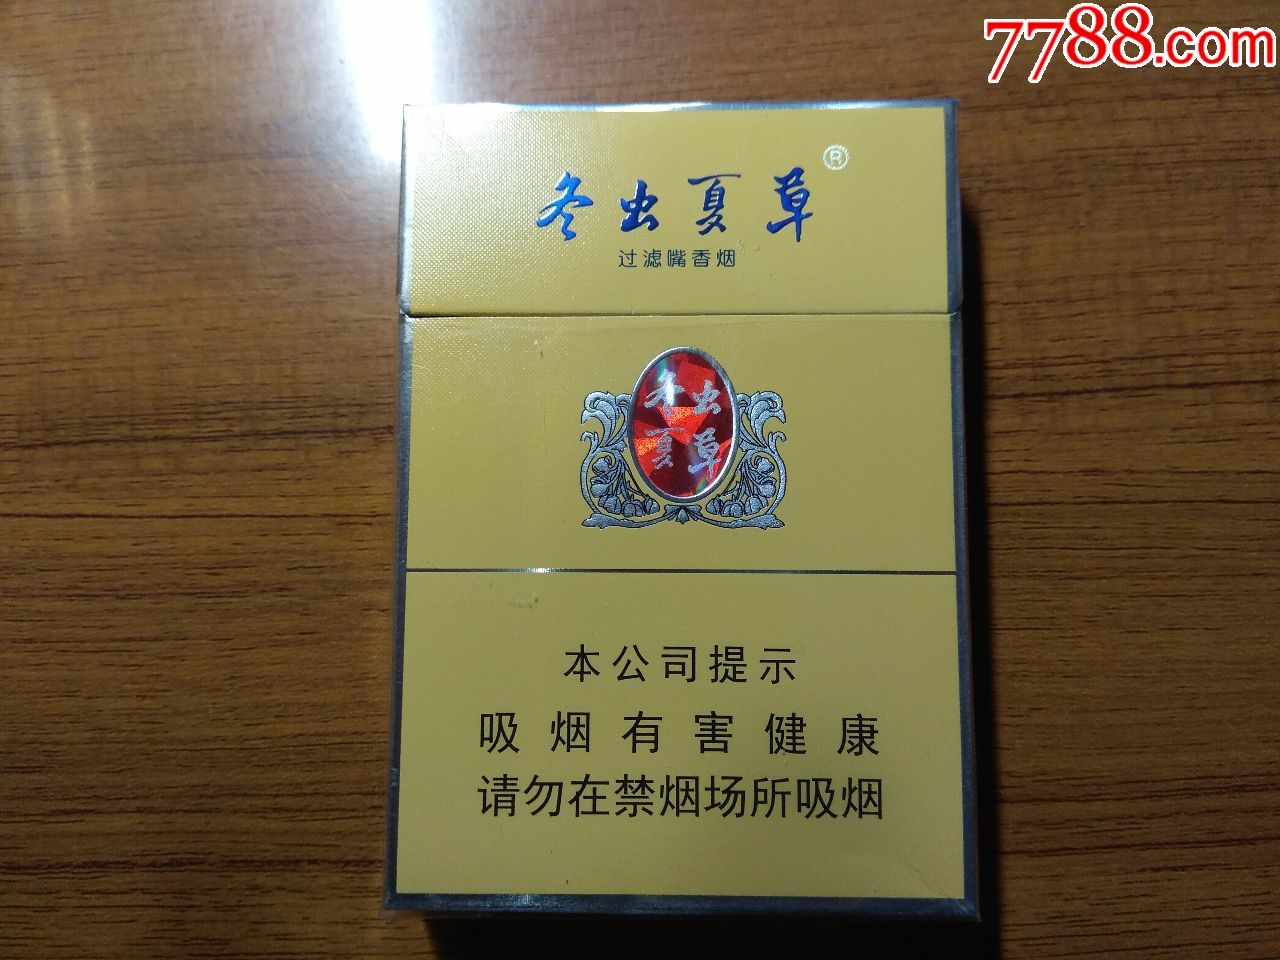 7788.com
冬虫夏草®
过滤嘴香烟
冬虫
夏草
本公司提示
吸烟有害健康
请勿在禁烟场所吸烟